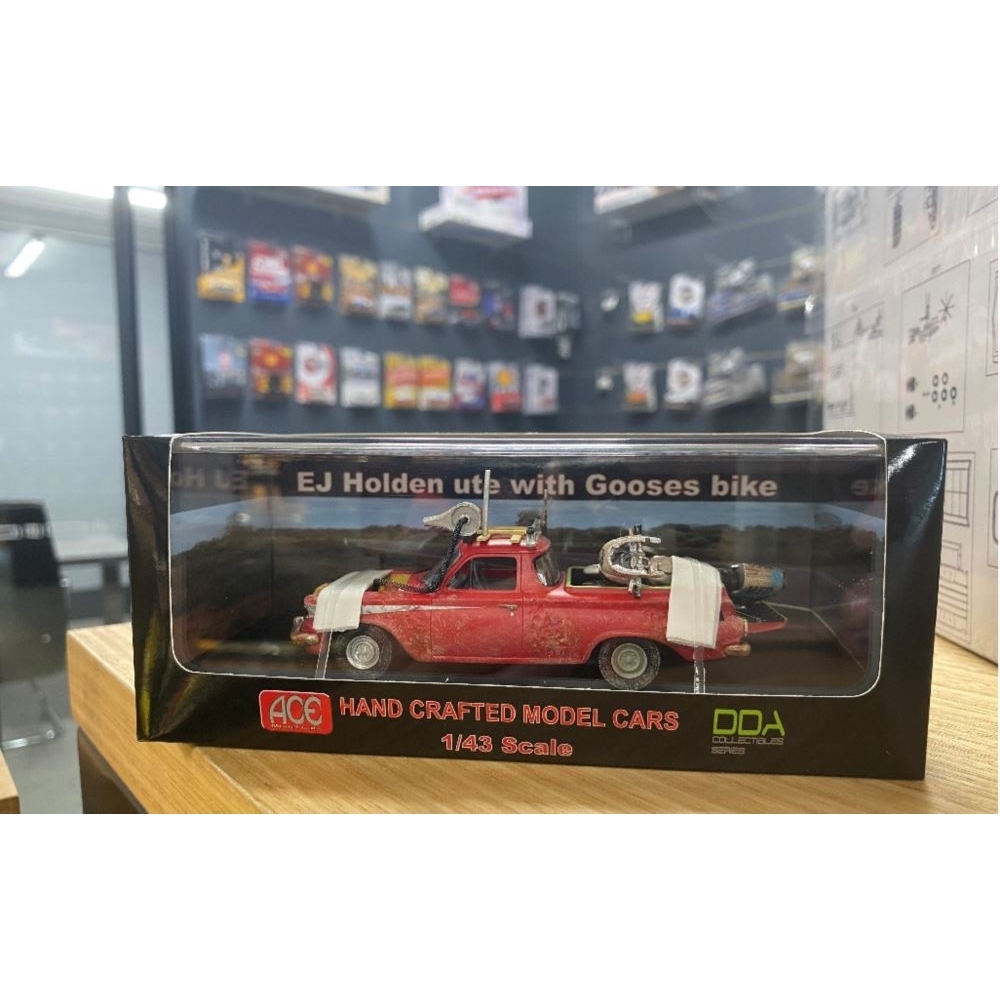 EJ Holden ute with Gooses bike
ACE
HAND CRAFTED MODEL CARS
1/43 Scale
DDA
COLLECTIBLES
SERIES